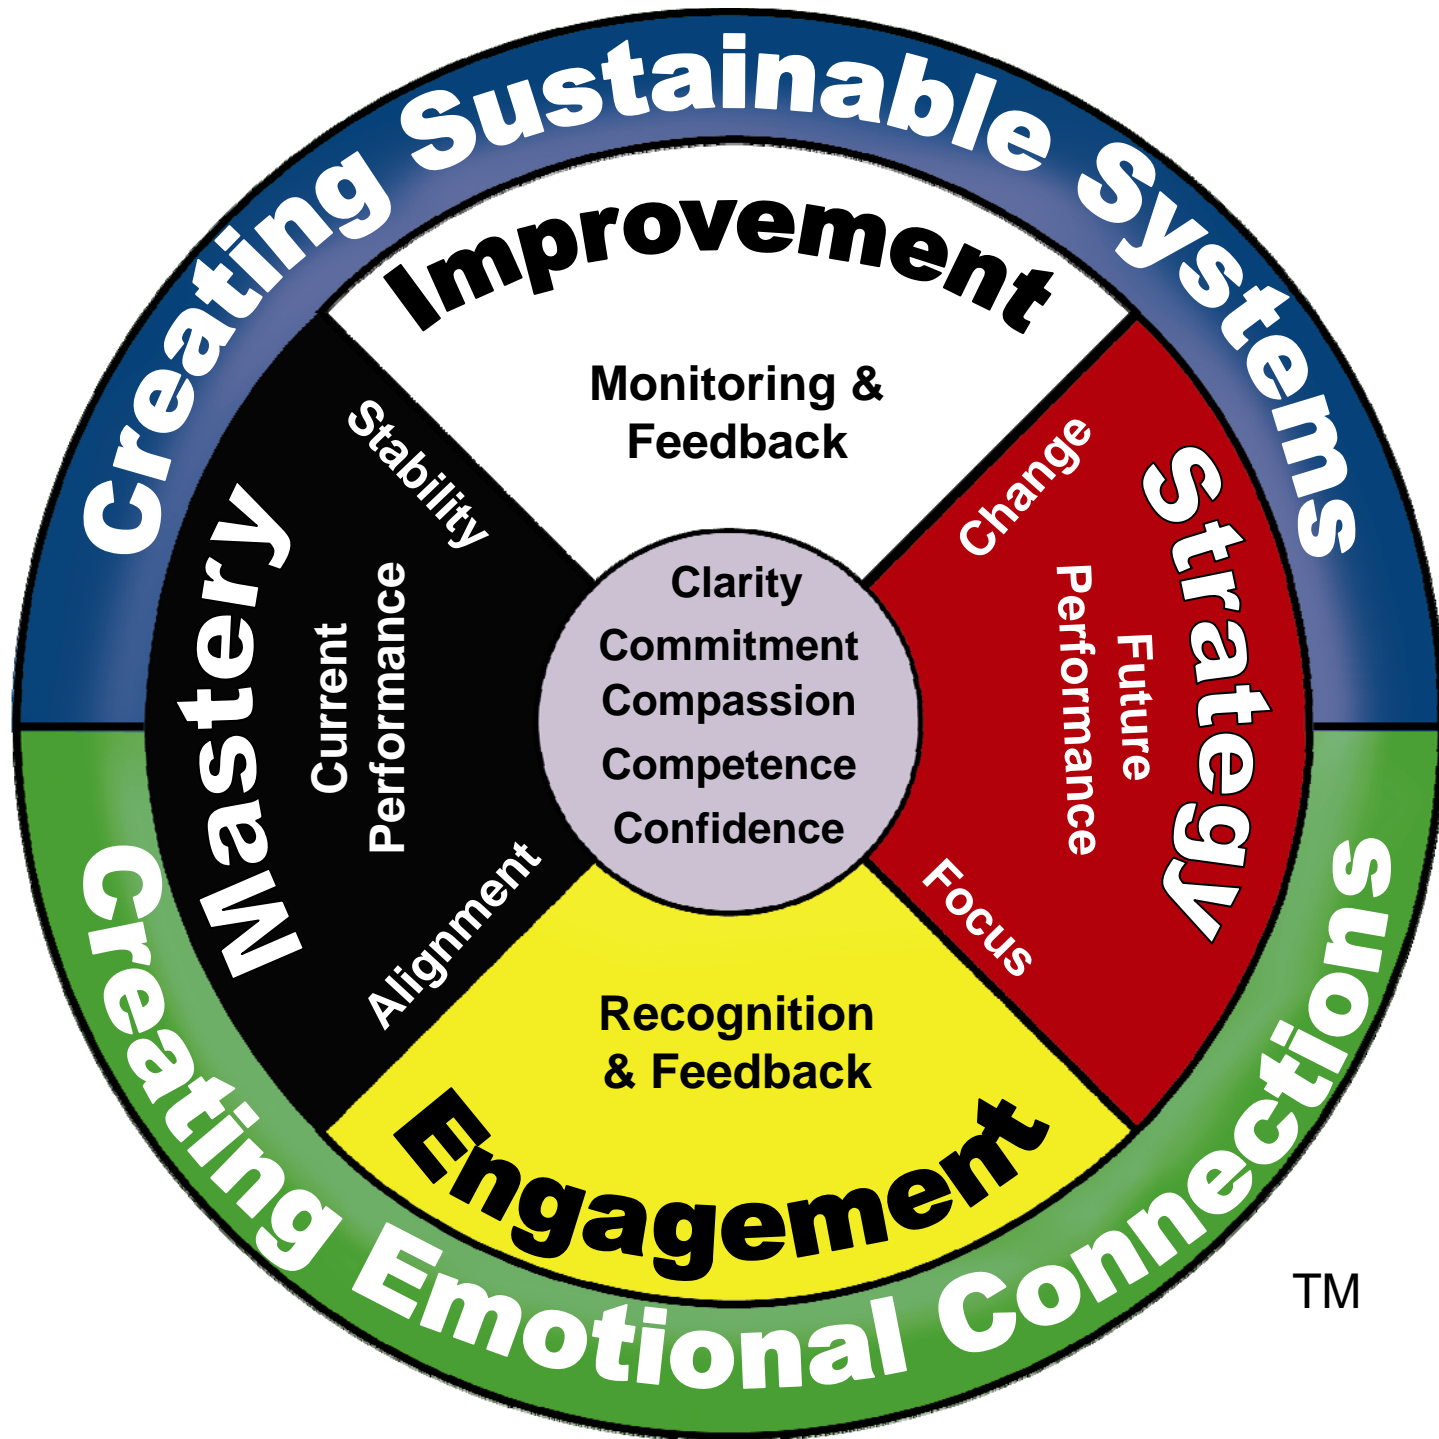 Creating Sustainable Systems
Improvement
Monitoring &
Feedback
Mastery
Current
Performance
Stability
Alignment
Clarity
Commitment
Compassion
Competence
Confidence
Change
Focus
Future
Performance
Strategy
Recognition
& Feedback
Engagement
Creating Emotional Connections
TM